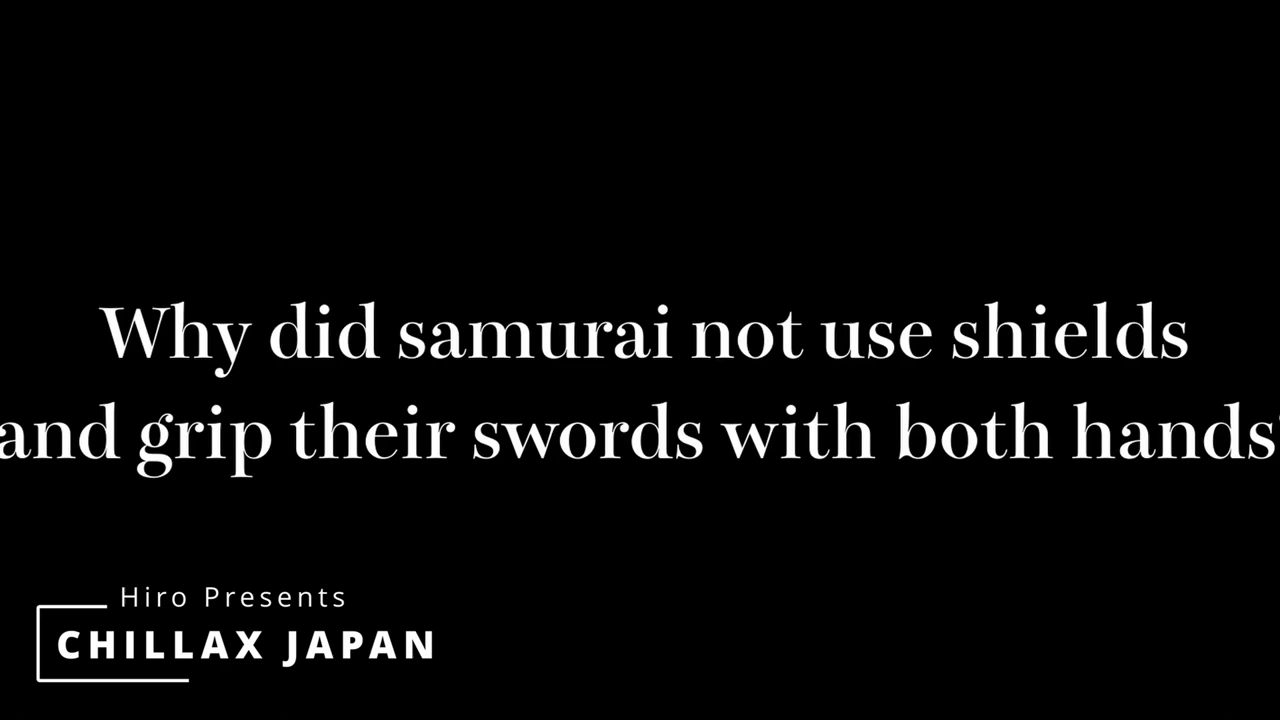 Why did samurai not use shields
and grip their swords with both hands?
Hiro Presents
CHILLAX JAPAN